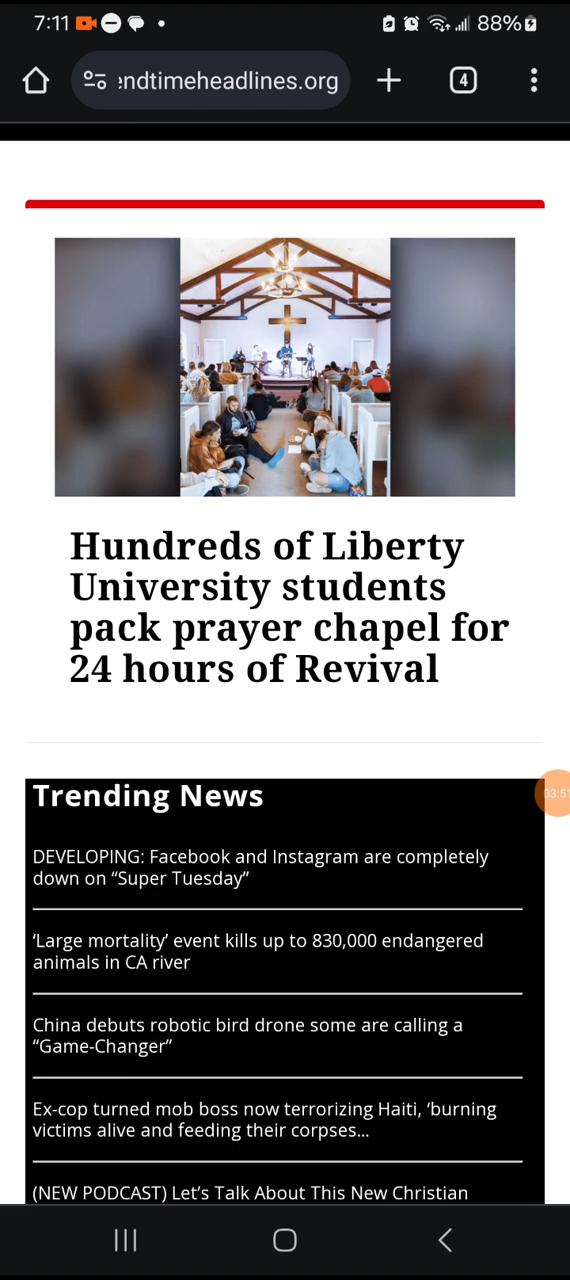 7:11
88%
endtimeheadlines.org
4
Hundreds of Liberty
University students
pack prayer chapel for
24 hours of Revival
Trending News
03:51
DEVELOPING: Facebook and Instagram are completely
down on “Super Tuesday”
‘Large mortality’ event kills up to 830,000 endangered
animals in CA river
China debuts robotic bird drone some are calling a
“Game-Changer”
Ex-cop turned mob boss now terrorizing Haiti, ‘burning
victims alive and feeding their corpses...
(NEW PODCAST) Let’s Talk About This New Christian